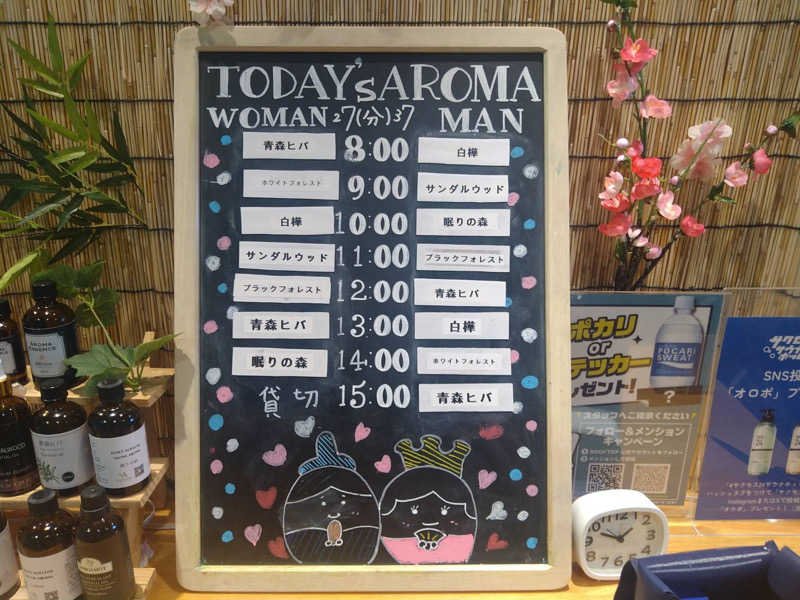 TODAY'S AROMA
WOMAN 27(分)37 MAN
青森ヒバ 8:00 白樺
ホワイトフォレスト 9:00 サンダルウッド
白樺 10:00 眠りの森
サンダルウッド 11:00 ブラックフォレスト
ブラックフォレスト 12:00 青森ヒバ
青森ヒバ 13:00 白樺
眠りの森 14:00 ホワイトフォレスト
貸切 15:00 青森ヒバ
ポカリ
or
ステッカー
プレゼント!
POCARI
SWEAT
?
フォロー&メンション
キャンペーン
SNS投
「オロポ」プ
AROMA
ESSENCE